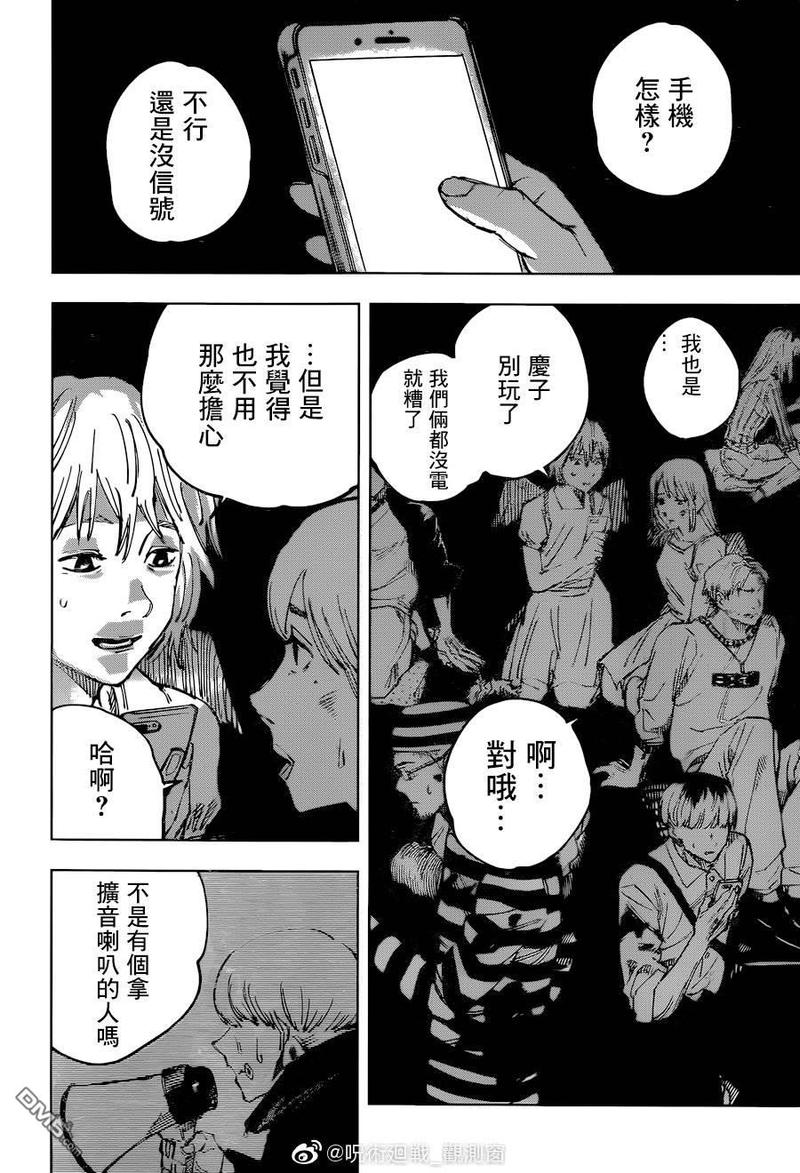 手機
怎樣？
不行
還是沒信號
我也是
…
慶子
別玩了
我們倆都沒電
就糟了
啊…
對哦…
…但是
我覺得
也不用
那麼擔心
哈啊？
不是有個拿
擴音喇叭的人嗎
DM5
@呪術廻戰_觀測窗